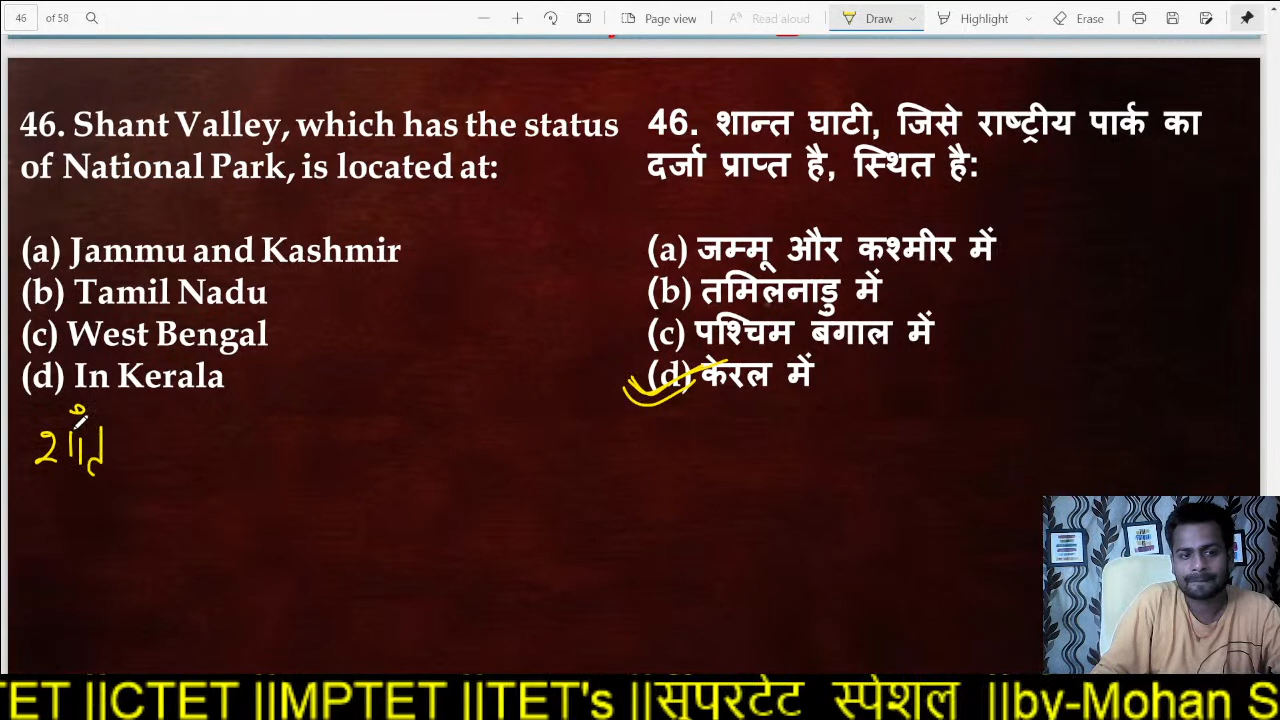 46
of 58
Page view
Read aloud
Draw
Highlight
Erase
46. Shant Valley, which has the status
of National Park, is located at:
(a) Jammu and Kashmir
(b) Tamil Nadu
(c) West Bengal
(d) In Kerala
शांत
46. शान्त घाटी, जिसे राष्ट्रीय पार्क का
दर्जा प्राप्त है, स्थित है:
(a) जम्मू और कश्मीर में
(b) तमिलनाडु में
(c) पश्चिम बगाल में
(d) केरल में
TET ||CTET ||MPTET ||TET's ||सुपरटेट स्पेशल ||by-Mohan S